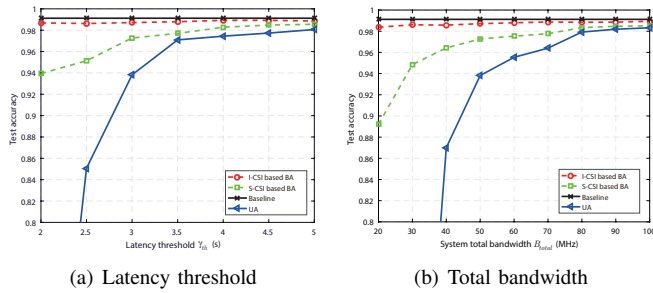 1
0.98
0.96
0.94
0.92
0.9
0.88
0.86
0.84
0.82
0.8
Test accuracy
2 2.5 3 3.5 4 4.5 5
Latency threshold γth (s)
I-CSI based BA
S-CSI based BA
Baseline
UA
(a) Latency threshold
1
0.98
0.96
0.94
0.92
0.9
0.88
0.86
0.84
0.82
0.8
Test accuracy
20 30 40 50 60 70 80 90 100
System total bandwidth Btotal (MHz)
I-CSI based BA
S-CSI based BA
Baseline
UA
(b) Total bandwidth